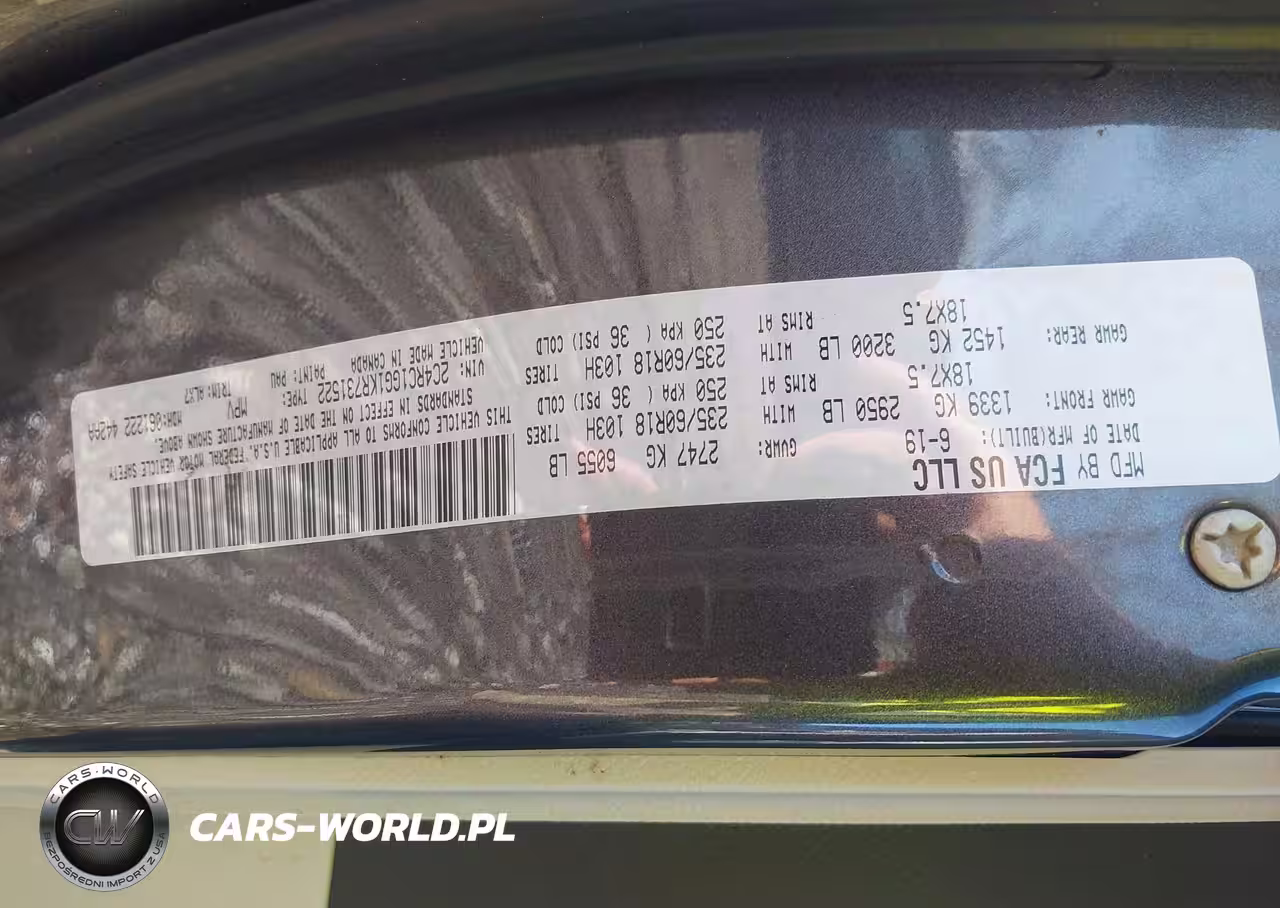 MFD BY FCA US LLC
DATE OF MFR(BUILT): 6-19 GVWR: 2747 KG 6055 LB
GAWR FRONT: 1339 KG 2950 LB WITH TIRES 235/60R18 103H
18X7.5 RIMS AT 250 KPA ( 36 PSI) COLD
GAWR REAR: 1452 KG 3200 LB WITH TIRES 235/60R18 103H
18X7.5 RIMS AT 250 KPA ( 36 PSI) COLD
THIS VEHICLE CONFORMS TO ALL APPLICABLE U.S.A. FEDERAL MOTOR VEHICLE SAFETY
STANDARDS IN EFFECT ON THE DATE OF MANUFACTURE SHOWN ABOVE.
VIN: 2C4RC1GG1KR731522 TYPE: MPV MDH:061222 442AA
VEHICLE MADE IN CANADA PAINT: PAU TRIM:ALX7
CARS-WORLD
CW
BEZPOŚREDNI IMPORT Z USA
CARS-WORLD.PL